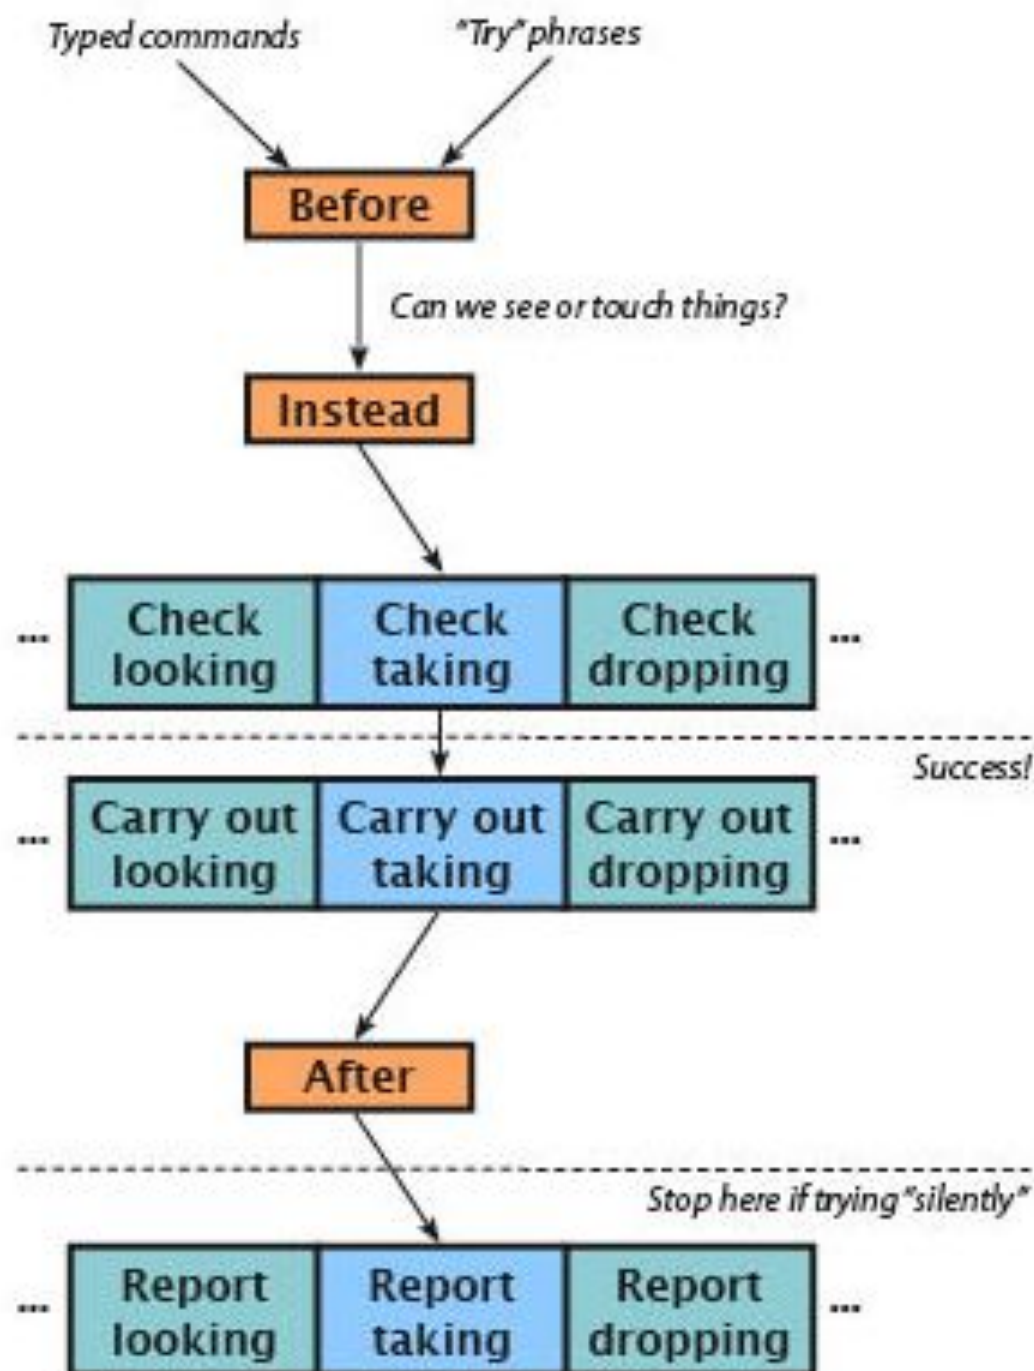 Typed commands
"Try" phrases
Before
Can we see or touch things?
Instead
... Check looking Check taking Check dropping ...
Success!
... Carry out looking Carry out taking Carry out dropping ...
After
Stop here if trying "silently"
... Report looking Report taking Report dropping ...